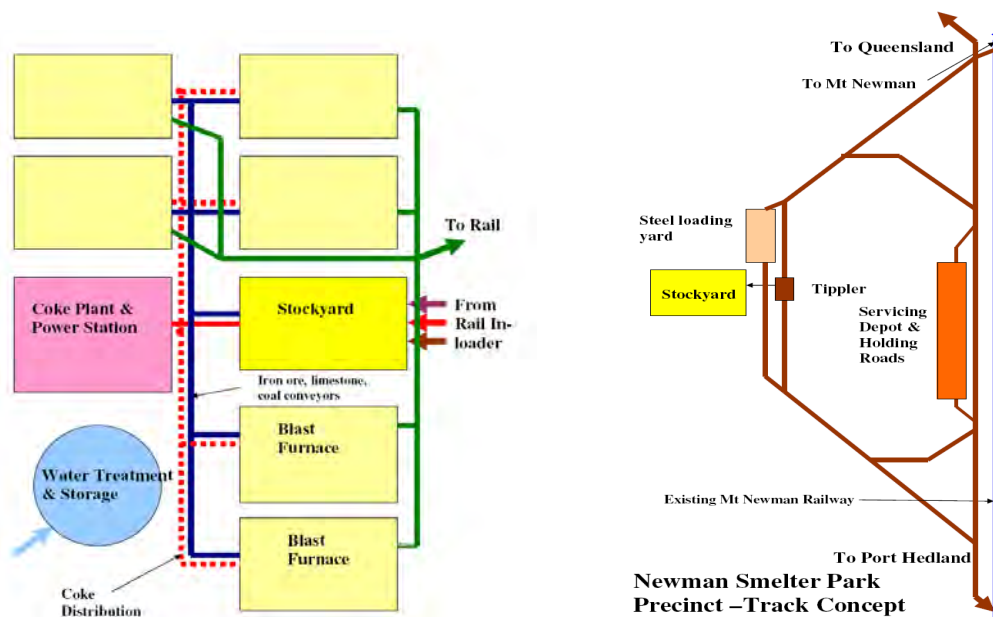 To Rail
Coke Plant &
Power Station
Stockyard
From
Rail In-
loader
Iron ore, limestone,
coal conveyors
Blast
Furnace
Water Treatment
& Storage
Blast
Furnace
Coke
Distribution
To Queensland
To Mt Newman
Steel loading
yard
Stockyard
Tippler
Servicing
Depot &
Holding
Roads
Existing Mt Newman Railway
To Port Hedland
Newman Smelter Park
Precinct –Track Concept